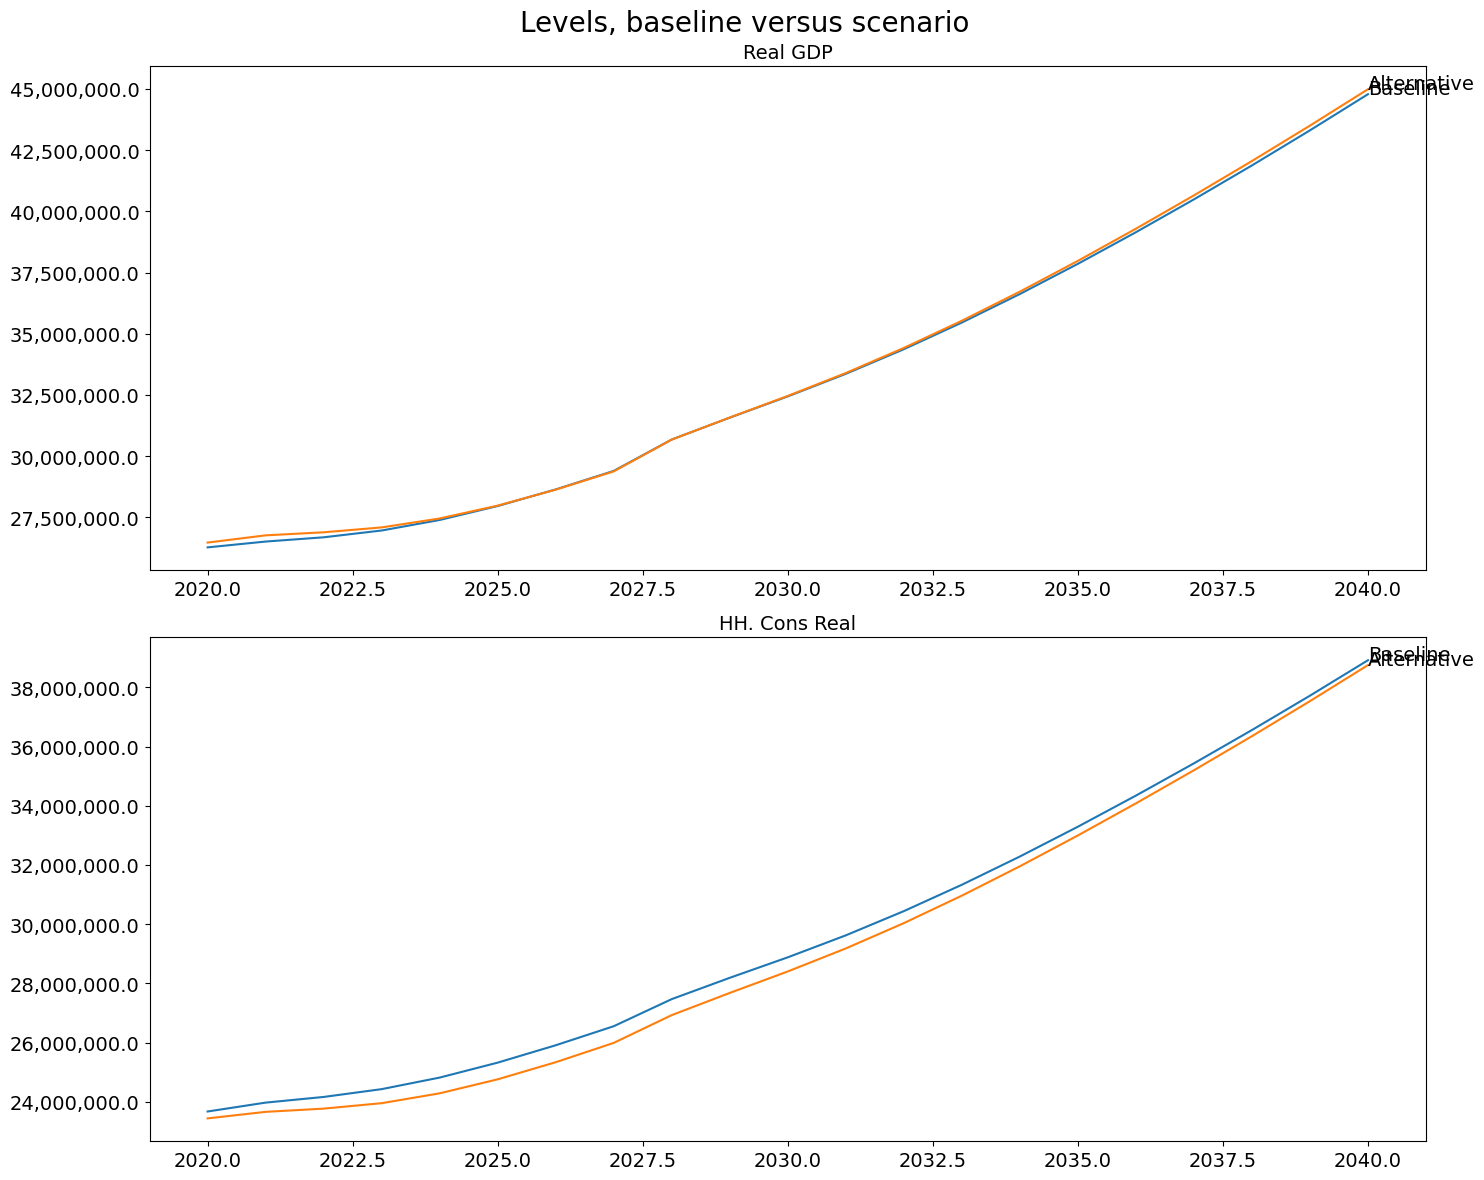 Levels, baseline versus scenario
Real GDP
45,000,000.0
42,500,000.0
40,000,000.0
37,500,000.0
35,000,000.0
32,500,000.0
30,000,000.0
27,500,000.0
Alternative
Baseline
2020.0 2022.5 2025.0 2027.5 2030.0 2032.5 2035.0 2037.5 2040.0
HH. Cons Real
38,000,000.0
36,000,000.0
34,000,000.0
32,000,000.0
30,000,000.0
28,000,000.0
26,000,000.0
24,000,000.0
Baseline
Alternative
2020.0 2022.5 2025.0 2027.5 2030.0 2032.5 2035.0 2037.5 2040.0